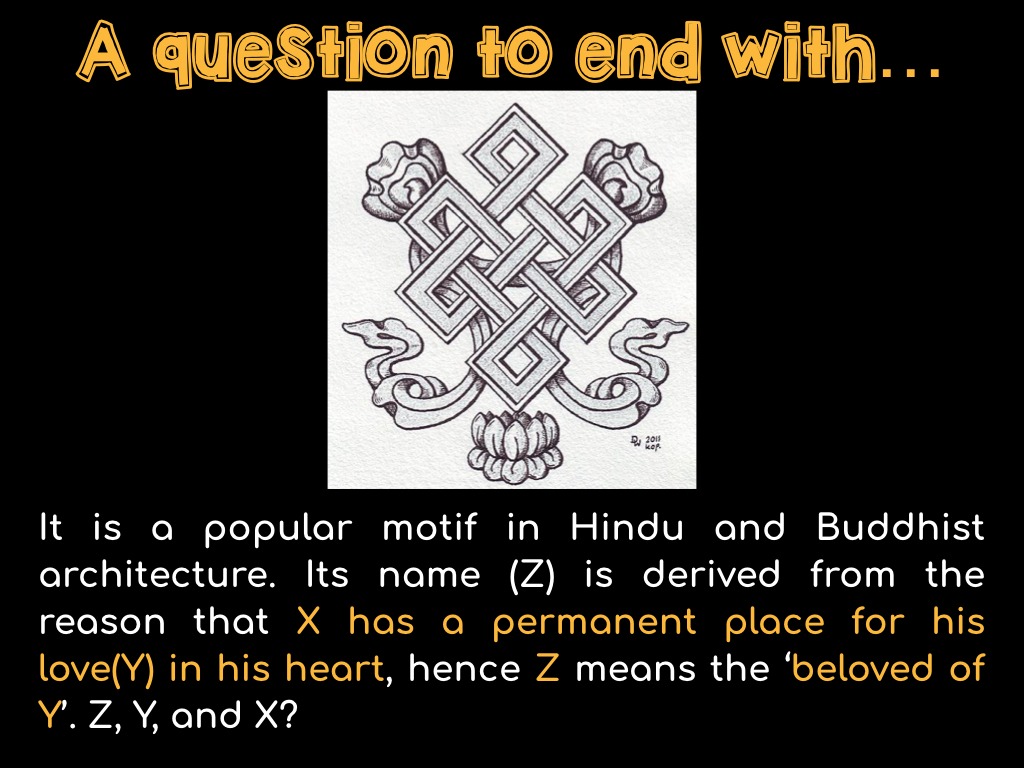 A question to end with...
DW 2011
KOP.
It is a popular motif in Hindu and Buddhist
architecture. Its name (Z) is derived from the
reason that X has a permanent place for his
love(Y) in his heart, hence Z means the ‘beloved of
Y’. Z, Y, and X?